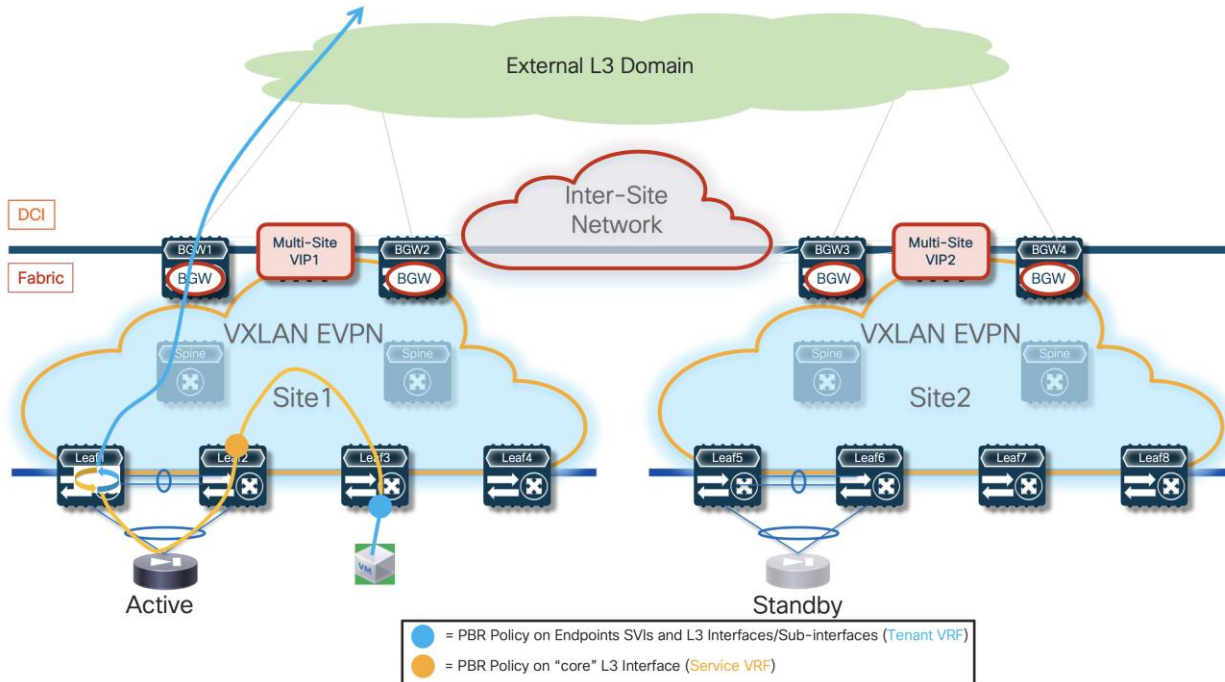 External L3 Domain
Inter-Site
Network
DCI
Fabric
BGW1
Multi-Site
VIP1
BGW2
BGW3
Multi-Site
VIP2
BGW4
BGW
BGW
BGW
BGW
VXLAN EVPN
VXLAN EVPN
Spine
Spine
Spine
Spine
Site1
Site2
Leaf1
Leaf2
Leaf3
Leaf4
Leaf5
Leaf6
Leaf7
Leaf8
VM
Active
Standby
= PBR Policy on Endpoints SVIs and L3 Interfaces/Sub-interfaces (Tenant VRF)
= PBR Policy on “core” L3 Interface (Service VRF)